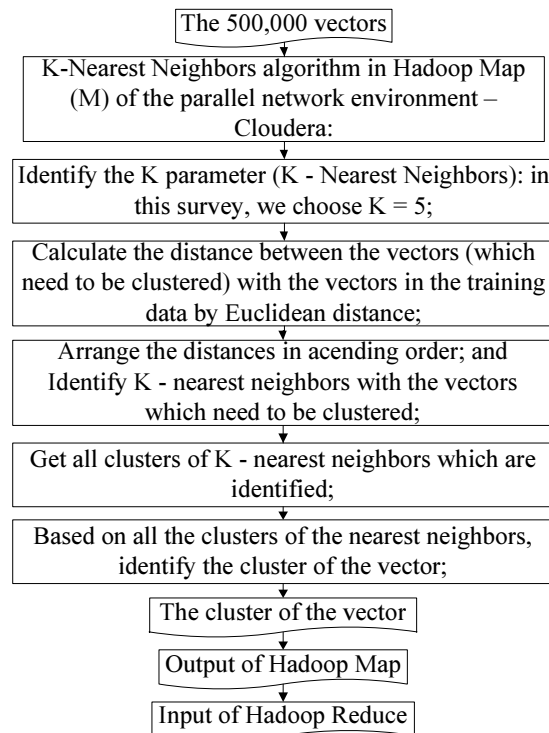 The 500,000 vectors
K-Nearest Neighbors algorithm in Hadoop Map
(M) of the parallel network environment –
Cloudera:
Identify the K parameter (K - Nearest Neighbors): in
this survey, we choose K = 5;
Calculate the distance between the vectors (which
need to be clustered) with the vectors in the training
data by Euclidean distance;
Arrange the distances in acending order; and
Identify K - nearest neighbors with the vectors
which need to be clustered;
Get all clusters of K - nearest neighbors which are
identified;
Based on all the clusters of the nearest neighbors,
identify the cluster of the vector;
The cluster of the vector
Output of Hadoop Map
Input of Hadoop Reduce